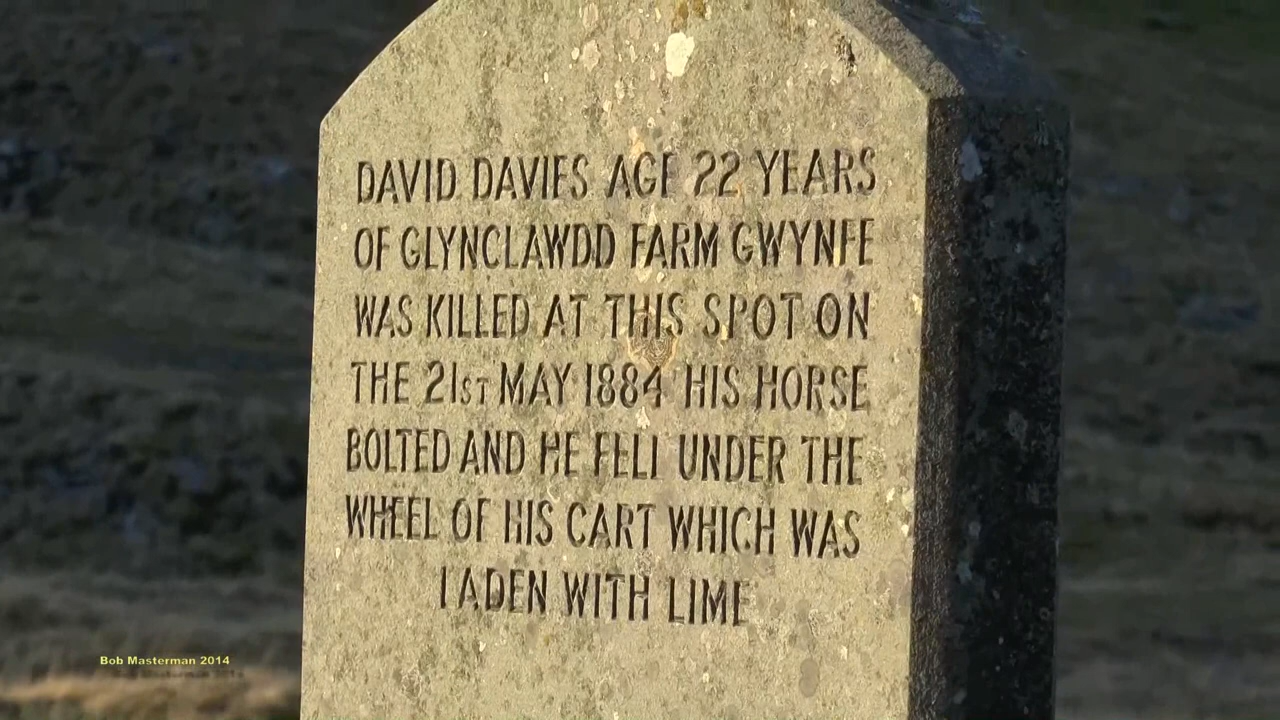 DAVID DAVIES AGE 22 YEARS
OF GLYNCLAWDD FARM GWYNFE
WAS KILLED AT THIS SPOT ON
THE 21ST MAY 1884 HIS HORSE
BOLTED AND HE FELL UNDER THE
WHEEL OF HIS CART WHICH WAS
LADEN WITH LIME
Bob Masterman 2014